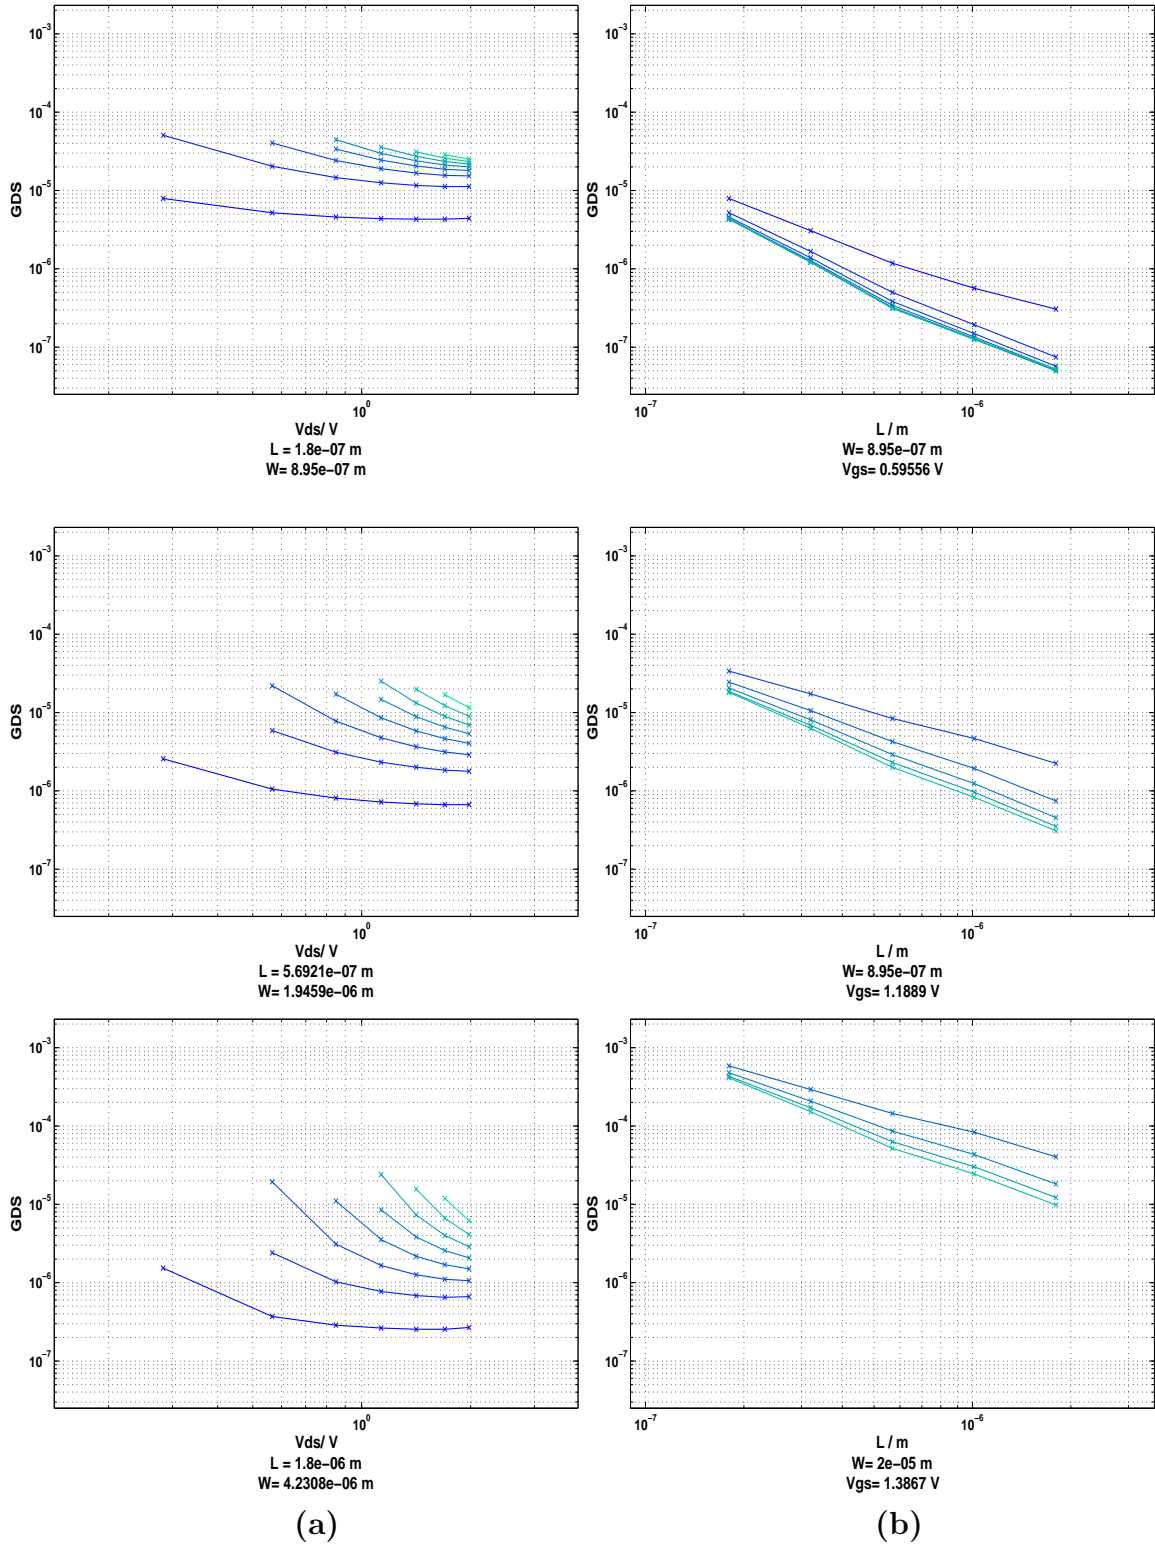 10⁻³
10⁻⁴
10⁻⁵
10⁻⁶
10⁻⁷
GDS
10⁰
Vds/ V
L = 1.8e−07 m
W= 8.95e−07 m
10⁻³
10⁻⁴
10⁻⁵
10⁻⁶
10⁻⁷
GDS
10⁻⁷ 10⁻⁶
L / m
W= 8.95e−07 m
Vgs= 0.59556 V
10⁻³
10⁻⁴
10⁻⁵
10⁻⁶
10⁻⁷
GDS
10⁰
Vds/ V
L = 5.6921e−07 m
W= 1.9459e−06 m
10⁻³
10⁻⁴
10⁻⁵
10⁻⁶
10⁻⁷
GDS
10⁻⁷ 10⁻⁶
L / m
W= 8.95e−07 m
Vgs= 1.1889 V
10⁻³
10⁻⁴
10⁻⁵
10⁻⁶
10⁻⁷
GDS
10⁰
Vds/ V
L = 1.8e−06 m
W= 4.2308e−06 m
10⁻³
10⁻⁴
10⁻⁵
10⁻⁶
10⁻⁷
GDS
10⁻⁷ 10⁻⁶
L / m
W= 2e−05 m
Vgs= 1.3867 V
(a) (b)